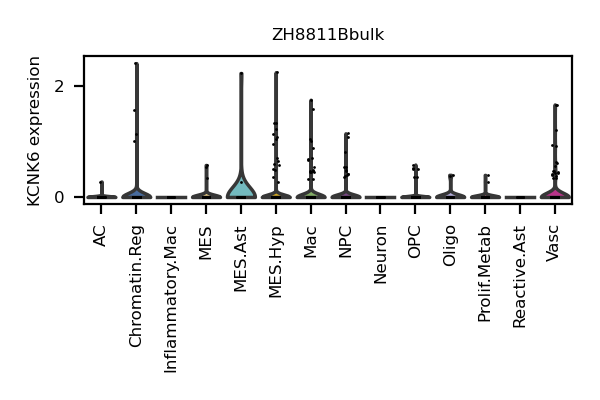 ZH8811Bbulk
KCNK6 expression
2
0
AC
Chromatin.Reg
Inflammatory.Mac
MES
MES.Ast
MES.Hyp
Mac
NPC
Neuron
OPC
Oligo
Prolif.Metab
Reactive.Ast
Vasc